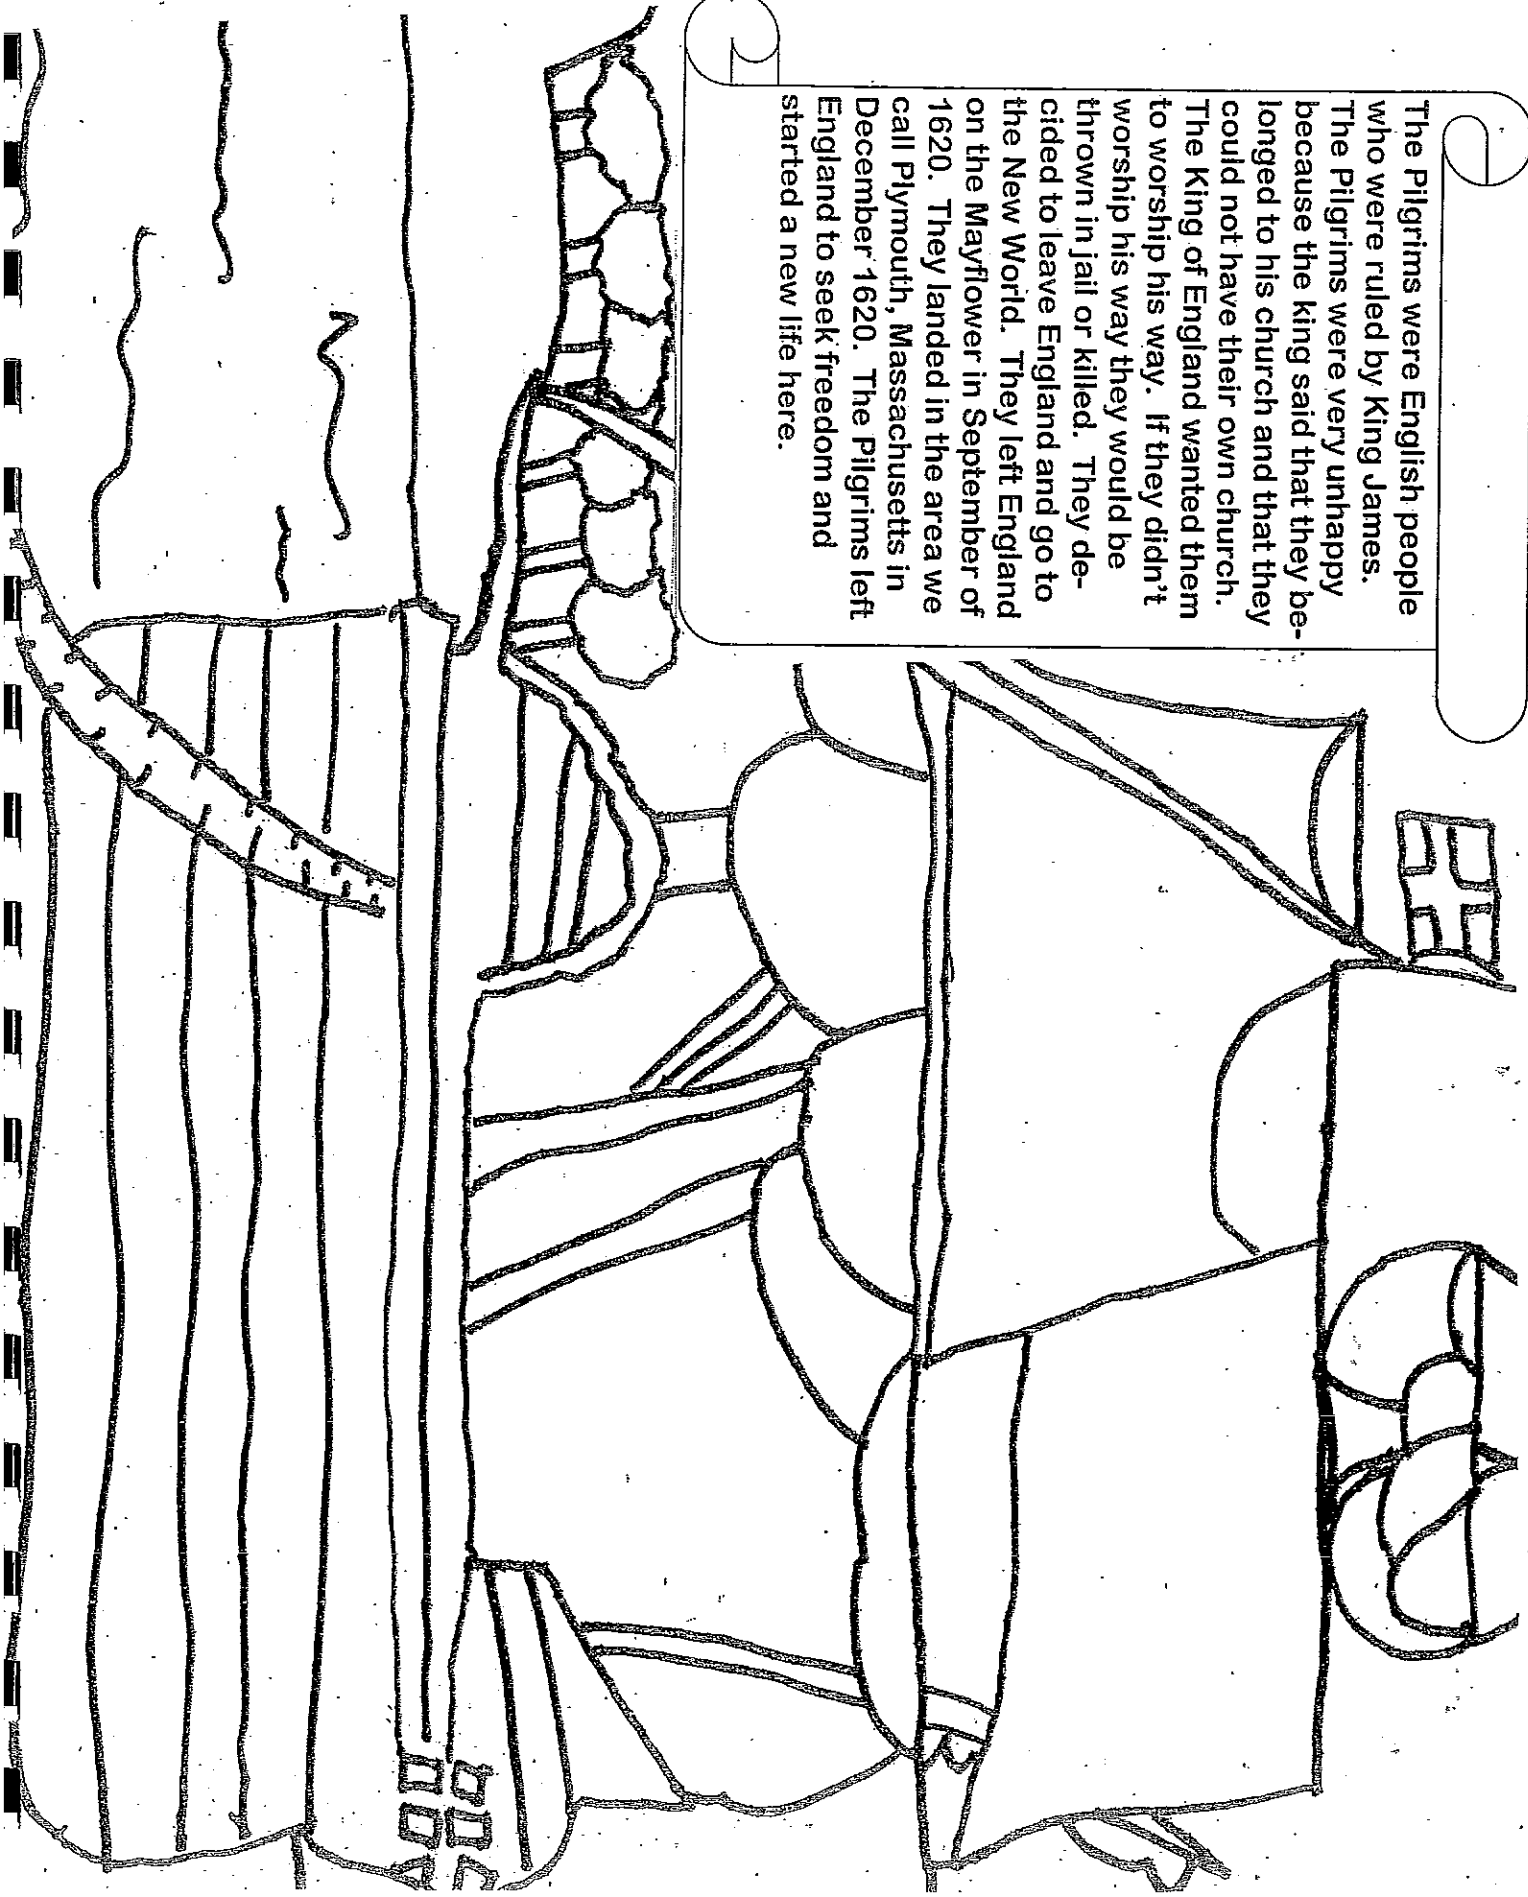 The Pilgrims were English people
who were ruled by King James.
The Pilgrims were very unhappy
because the king said that they be-
longed to his church and that they
could not have their own church.
The King of England wanted them
to worship his way. If they didn't
worship his way they would be
thrown in jail or killed. They de-
cided to leave England and go to
the New World. They left England
on the Mayflower in September of
1620. They landed in the area we
call Plymouth, Massachusetts in
December 1620. The Pilgrims left
England to seek freedom and
started a new life here.